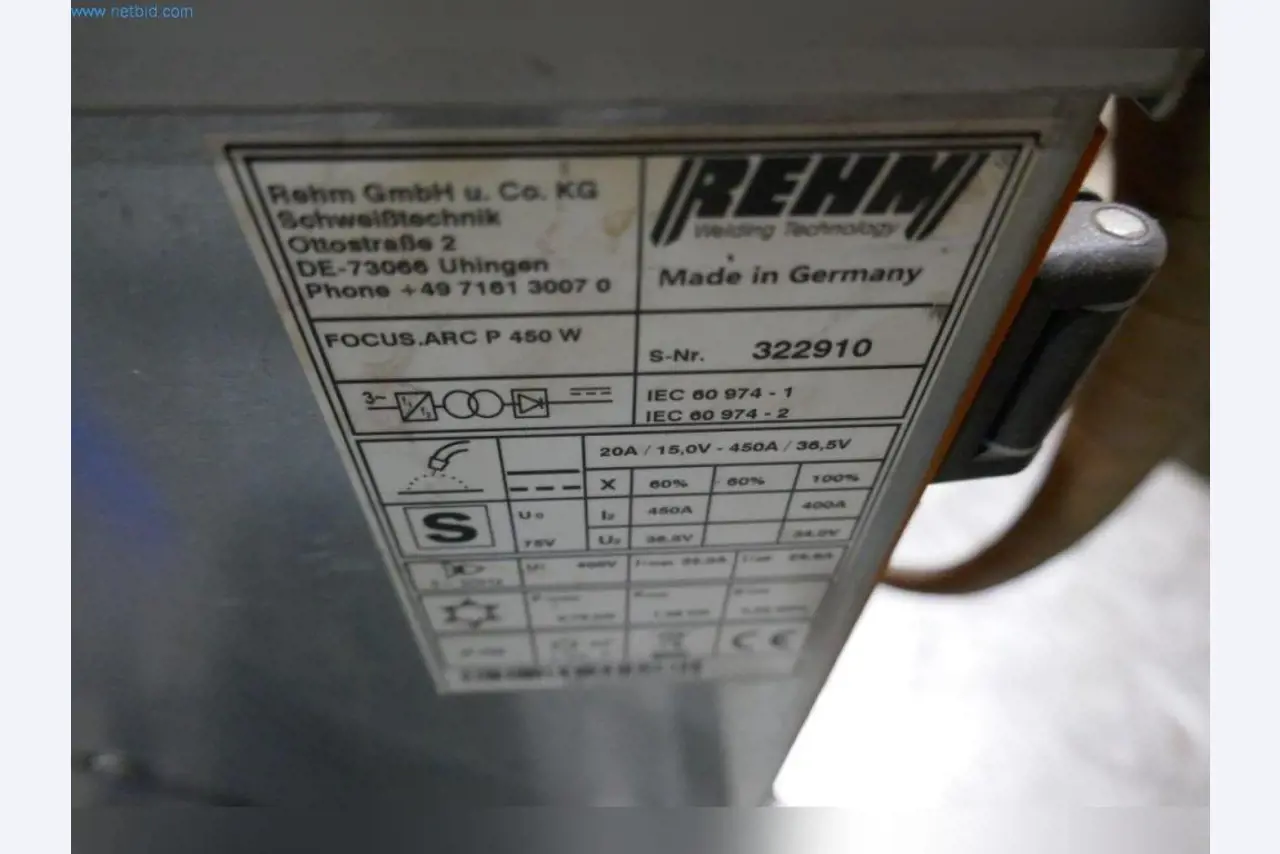 www.netbid.com
Rehm GmbH u. Co. KG
Schweißtechnik
Ottostraße 2
DE-73066 Uhingen
Phone +49 7161 3007 0
REHM
Welding Technology
Made in Germany
FOCUS.ARC P 450 W
S-Nr. 322910
3~ f₁ f₂
IEC 60 974 - 1
IEC 60 974 - 2
20A / 15,0V - 450A / 36,5V
X 60% 60% 100%
S U₀ I₂ 450A 400A
75V U₂ 36,5V 34,0V
U₁ 400V
CE